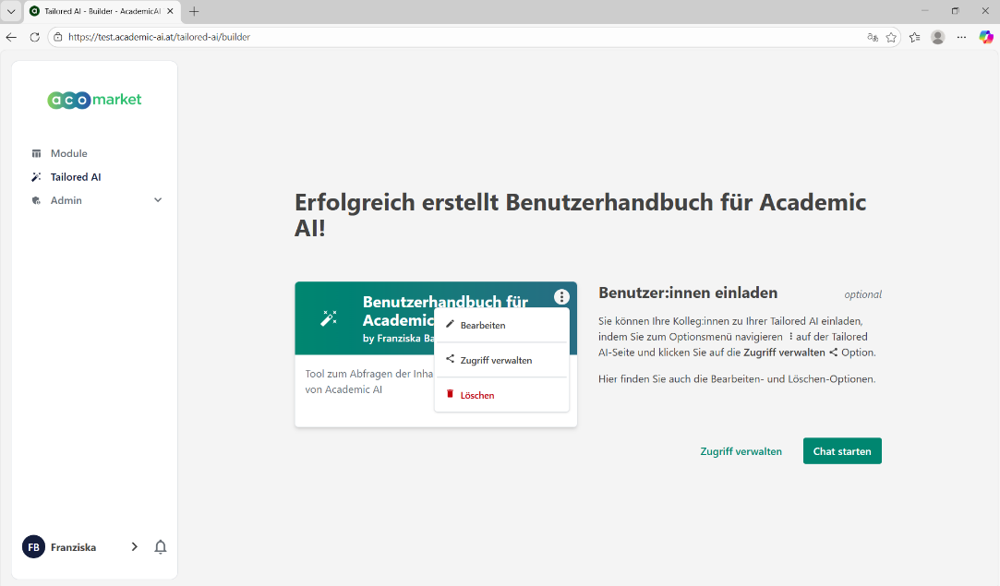 Tailored AI - Builder - AcademicAI
https://test.academic-ai.at/tailored-ai/builder
aco market
Module
Tailored AI
Admin
Erfolgreich erstellt Benutzerhandbuch für Academic
AI!
Benutzerhandbuch für
Academic
by Franziska Ba
Tool zum Abfragen der Inha
von Academic AI
Bearbeiten
Zugriff verwalten
Löschen
Benutzer:innen einladen
optional
Sie können Ihre Kolleg:innen zu Ihrer Tailored AI einladen,
indem Sie zum Optionsmenü navigieren auf der Tailored
AI-Seite und klicken Sie auf die Zugriff verwalten Option.
Hier finden Sie auch die Bearbeiten- und Löschen-Optionen.
Zugriff verwalten
Chat starten
FB
Franziska